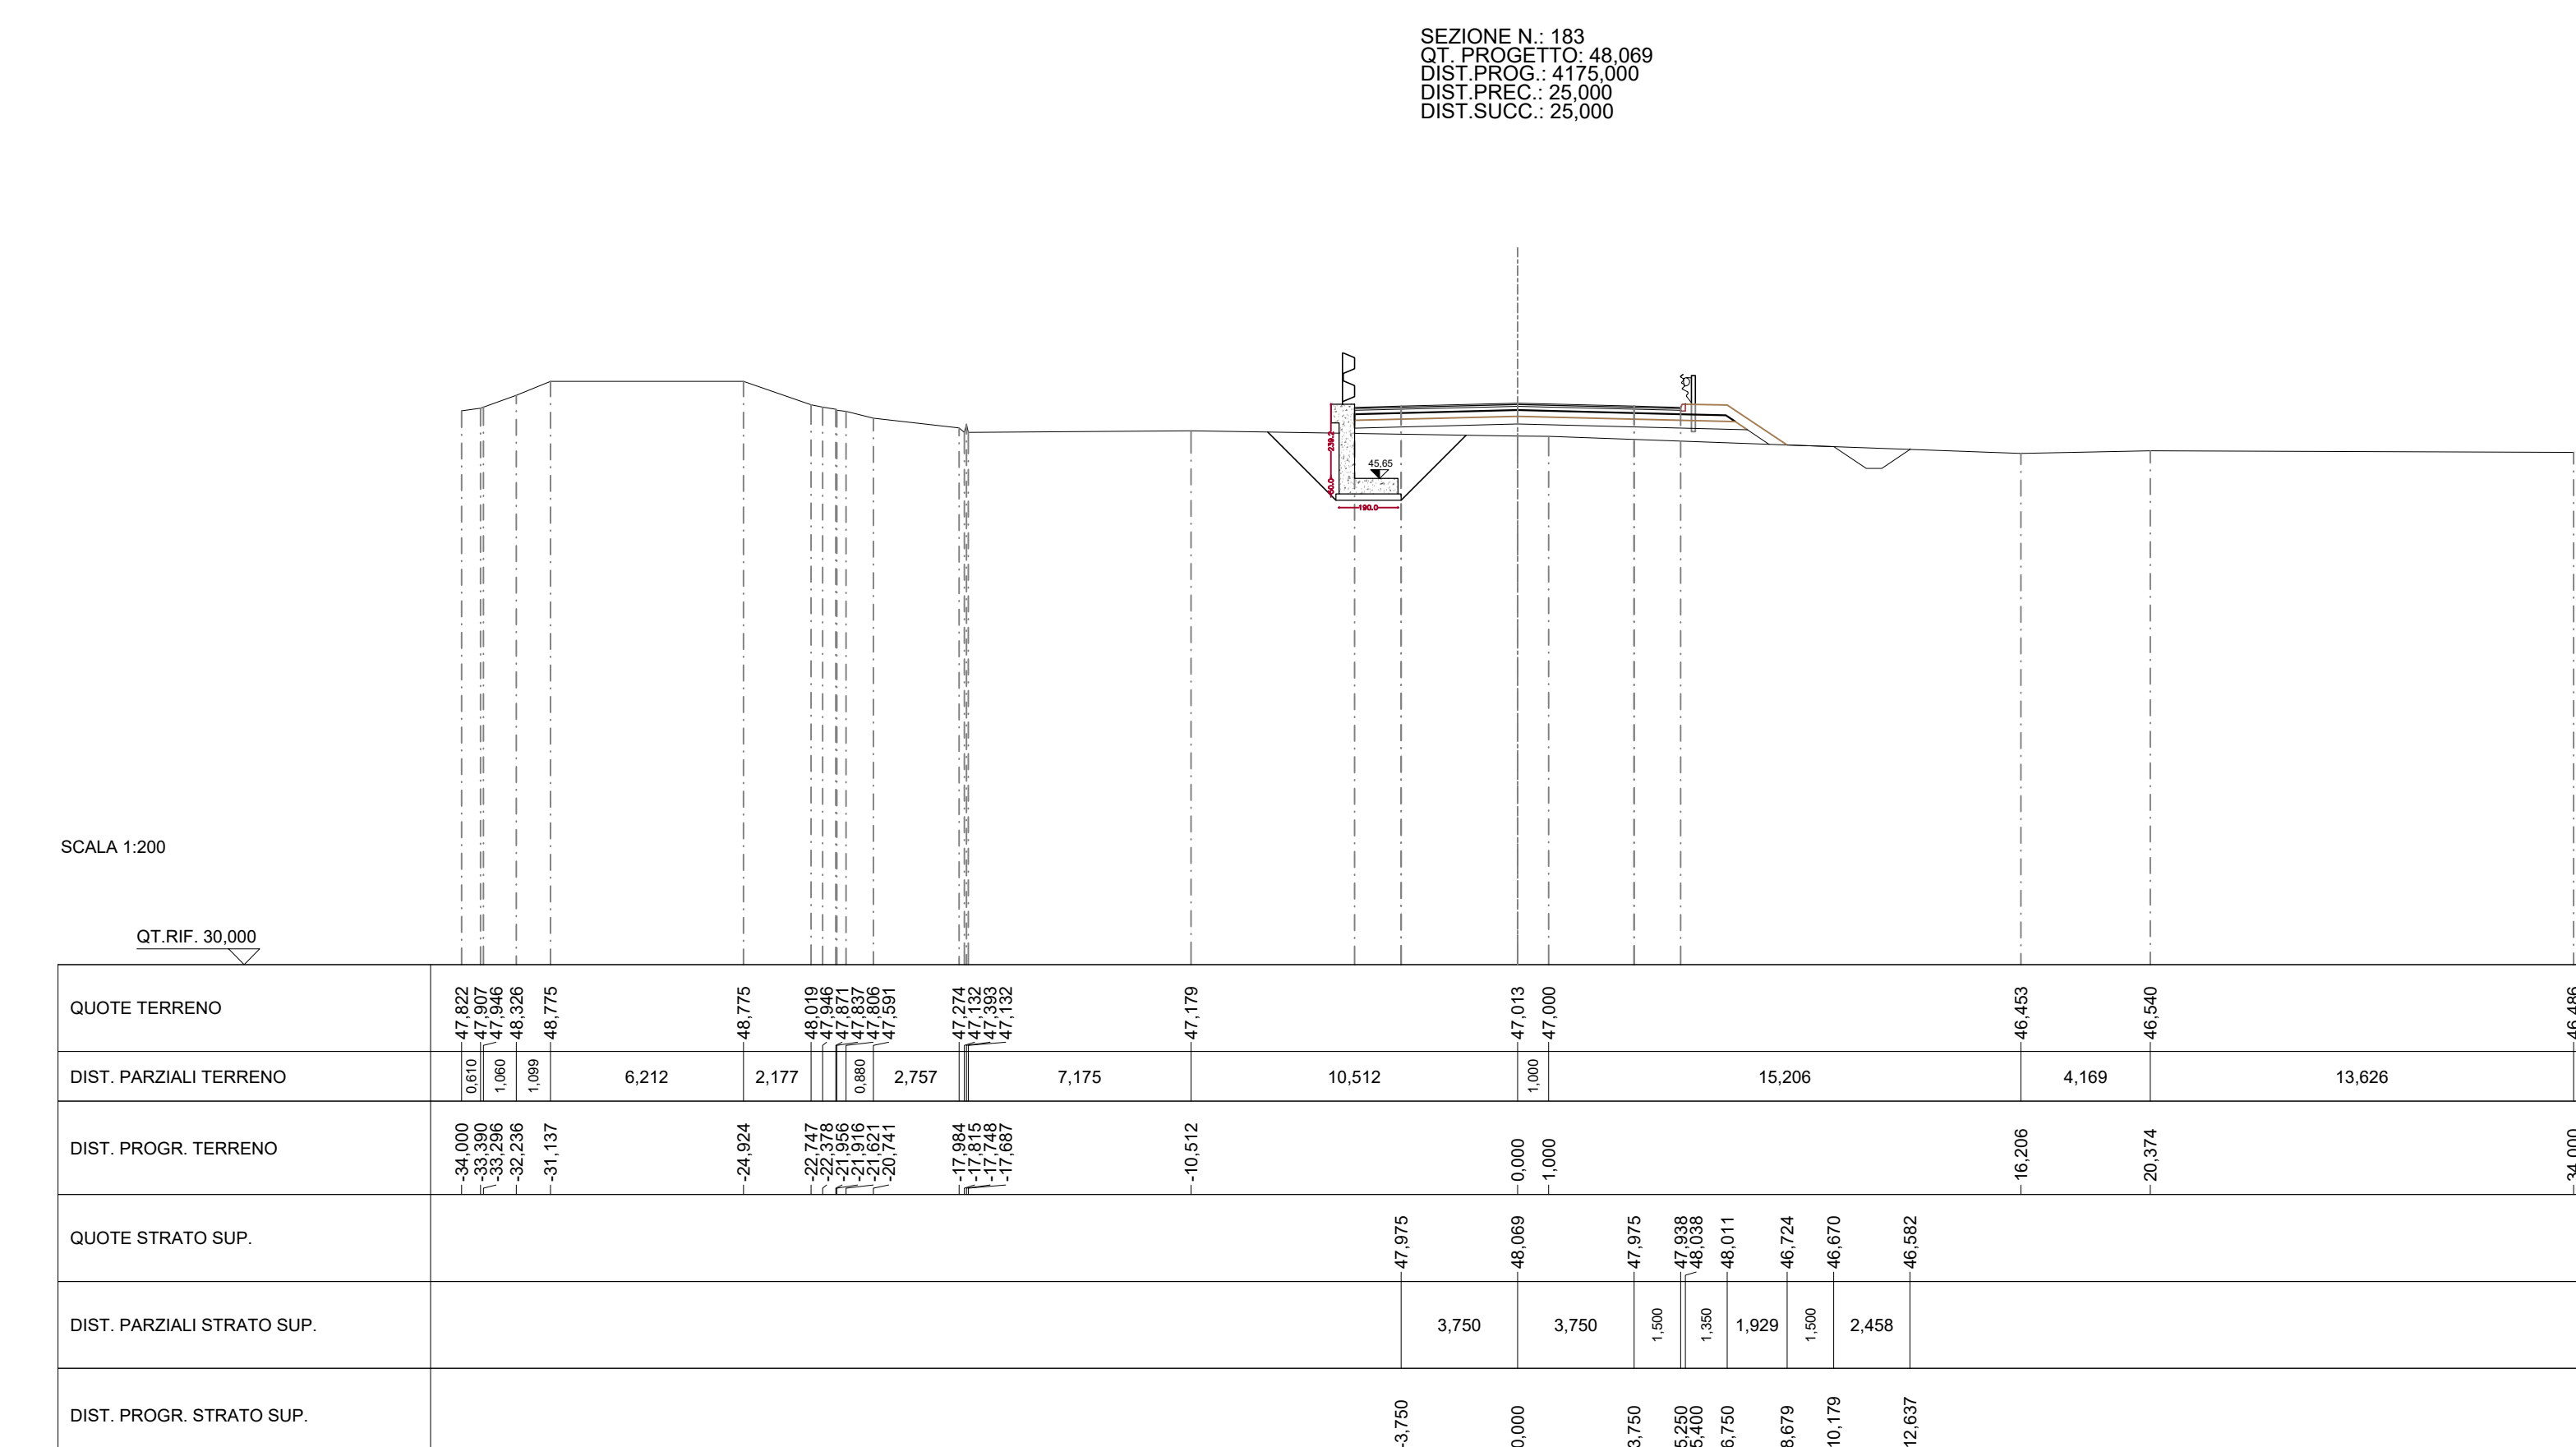 SEZIONE N.: 183
QT. PROGETTO: 48,069
DIST.PROG.: 4175,000
DIST.PREC.: 25,000
DIST.SUCC.: 25,000
239.2
45,65
50.0
190.0
SCALA 1:200
QT.RIF. 30,000
QUOTE TERRENO 47,822 47,907 47,946 48,326 48,775 48,775 48,019 47,946 47,871 47,837 47,806 47,591 47,274 47,132 47,393 47,132 47,179 47,013 47,000 46,453 46,540 46,486
DIST. PARZIALI TERRENO 0,610 1,060 1,099 6,212 2,177 0,880 2,757 7,175 10,512 1,000 15,206 4,169 13,626
DIST. PROGR. TERRENO -34,000 -33,390 -33,296 -32,236 -31,137 -24,924 -22,747 -22,378 -21,956 -21,916 -21,621 -20,741 -17,984 -17,815 -17,748 -17,687 -10,512 0,000 1,000 16,206 20,374 34,000
QUOTE STRATO SUP. 47,975 48,069 47,975 47,938 48,038 48,011 46,724 46,670 46,582
DIST. PARZIALI STRATO SUP. 3,750 3,750 1,500 1,350 1,929 1,500 2,458
DIST. PROGR. STRATO SUP. -3,750 0,000 3,750 5,250 5,400 6,750 8,679 10,179 12,637